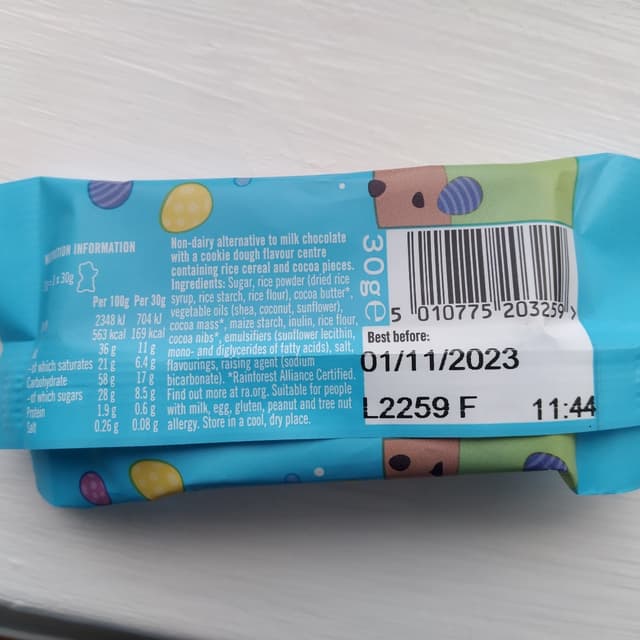 TION INFORMATION
1 x 30g
Per 100g Per 30g
2348 kJ 704 kJ
563 kcal 169 kcal
36 g 11 g
-of which saturates 21 g 6.4 g
Carbohydrate 58 g 17 g
-of which sugars 28 g 8.5 g
Protein 1.9 g 0.6 g
Salt 0.26 g 0.08 g
Non-dairy alternative to milk chocolate
with a cookie dough flavour centre
containing rice cereal and cocoa pieces.
Ingredients: Sugar, rice powder (dried rice
syrup, rice starch, rice flour), cocoa butter*,
vegetable oils (shea, coconut, sunflower),
cocoa mass*, maize starch, inulin, rice flour,
cocoa nibs*, emulsifiers (sunflower lecithin,
mono- and diglycerides of fatty acids), salt,
flavourings, raising agent (sodium
bicarbonate). *Rainforest Alliance Certified.
Find out more at ra.org. Suitable for people
with milk, egg, gluten, peanut and tree nut
allergy. Store in a cool, dry place.
30g e
5 010775 203259 >
Best before:
01/11/2023
L2259 F 11:44